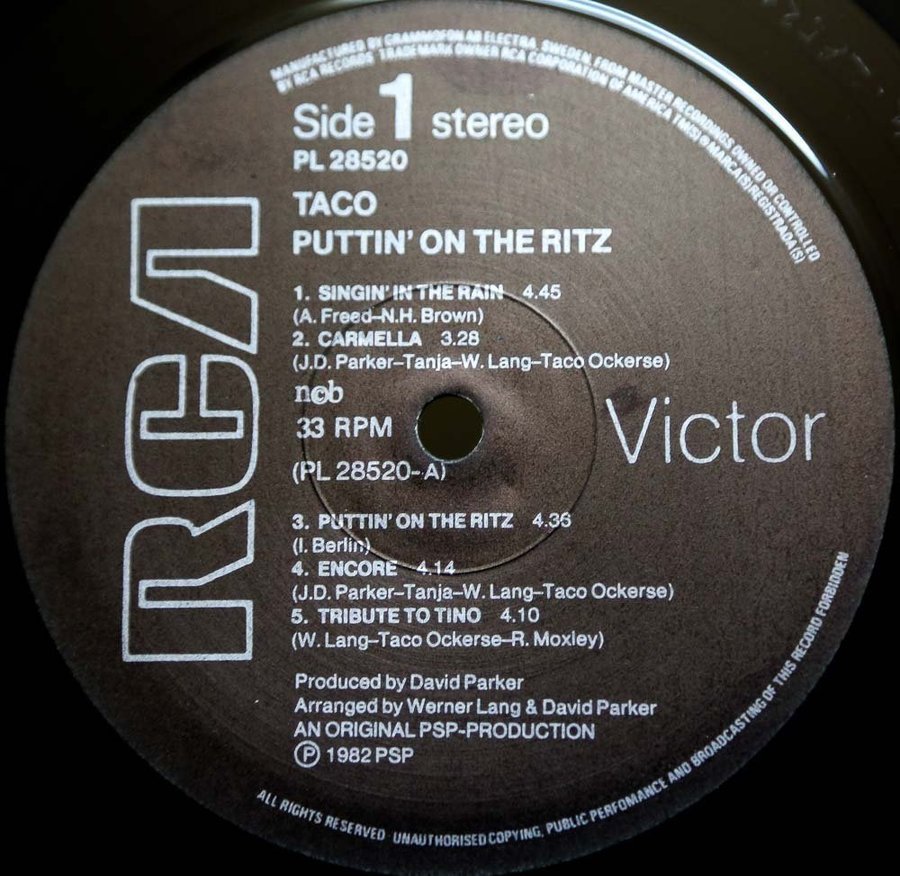 MANUFACTURED BY GRAMMOFON AB ELECTRA, SWEDEN, FROM MASTER RECORDINGS OWNED OR CONTROLLED
BY RCA RECORDS TRADEMARK OWNER RCA CORPORATION OF AMERICA TM(S) ® MARCA(S) REGISTRADA(S)
Side 1 stereo
PL 28520
TACO
PUTTIN' ON THE RITZ
1. SINGIN' IN THE RAIN 4.45
(A. Freed–N.H. Brown)
2. CARMELLA 3.28
(J.D. Parker–Tanja–W. Lang–Taco Ockerse)
ncb
33 RPM
(PL 28520-A)
RCA
Victor
3. PUTTIN' ON THE RITZ 4.36
(I. Berlin)
4. ENCORE 4.14
(J.D. Parker–Tanja–W. Lang–Taco Ockerse)
5. TRIBUTE TO TINO 4.10
(W. Lang–Taco Ockerse–R. Moxley)
Produced by David Parker
Arranged by Werner Lang & David Parker
AN ORIGINAL PSP-PRODUCTION
Ⓟ 1982 PSP
ALL RIGHTS RESERVED UNAUTHORISED COPYING, PUBLIC PERFOMANCE AND BROADCASTING OF THIS RECORD FORBIDDEN